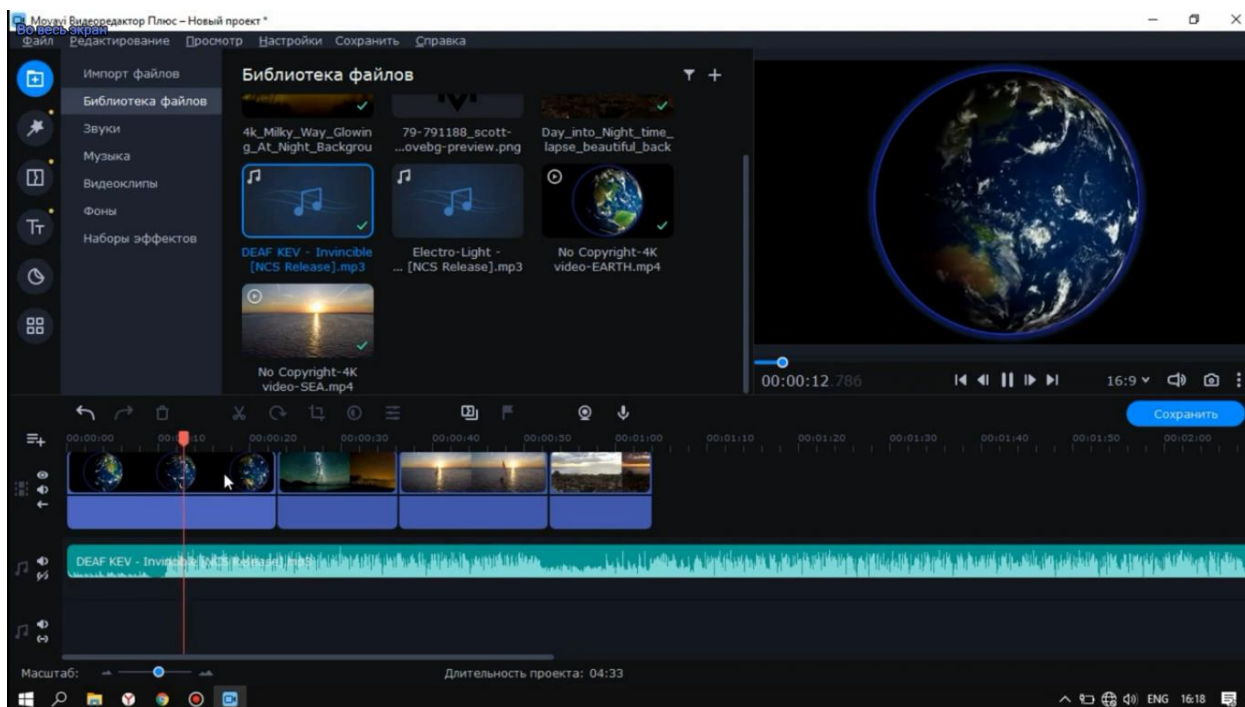 Movavi Видеоредактор Плюс – Новый проект *
Во весь экран
Файл Редактирование Просмотр Настройки Сохранить Справка
Импорт файлов
Библиотека файлов
Звуки
Музыка
Видеоклипы
Фоны
Наборы эффектов
Библиотека файлов
4k_Milky_Way_Glowin
g_At_Night_Backgrou
79-791188_scott-
...ovebg-preview.png
Day_into_Night_time_
lapse_beautiful_back
DEAF KEV - Invincible
[NCS Release].mp3
Electro-Light -
... [NCS Release].mp3
No Copyright-4K
video-EARTH.mp4
No Copyright-4K
video-SEA.mp4
00:00:12.786
16:9
Сохранить
00:00:00 00:00:10 00:00:20 00:00:30 00:00:40 00:00:50 00:01:00 00:01:10 00:01:20 00:01:30 00:01:40 00:01:50 00:02:00
DEAF KEV - Invincible [NCS Release].mp3
Масштаб:
Длительность проекта: 04:33
ENG 16:18